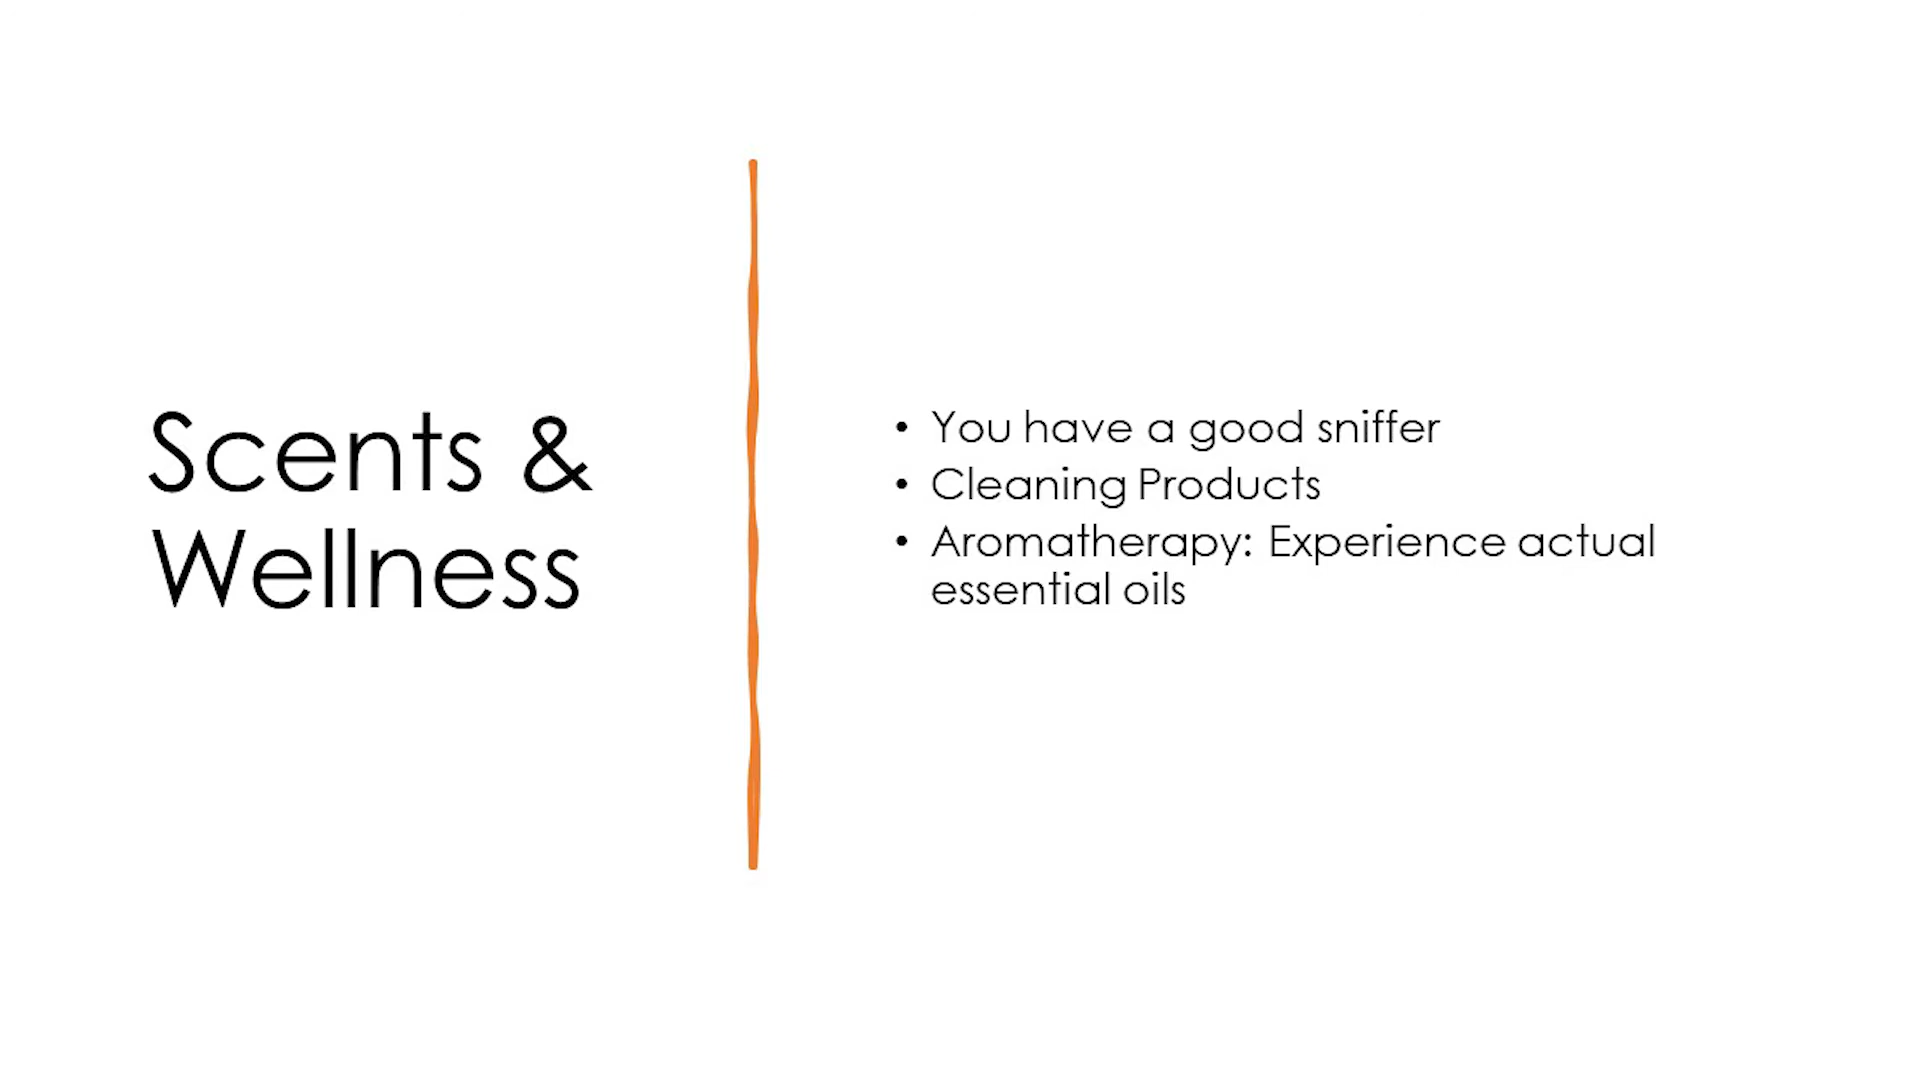 Scents &
Wellness
• You have a good sniffer
• Cleaning Products
• Aromatherapy: Experience actual
essential oils